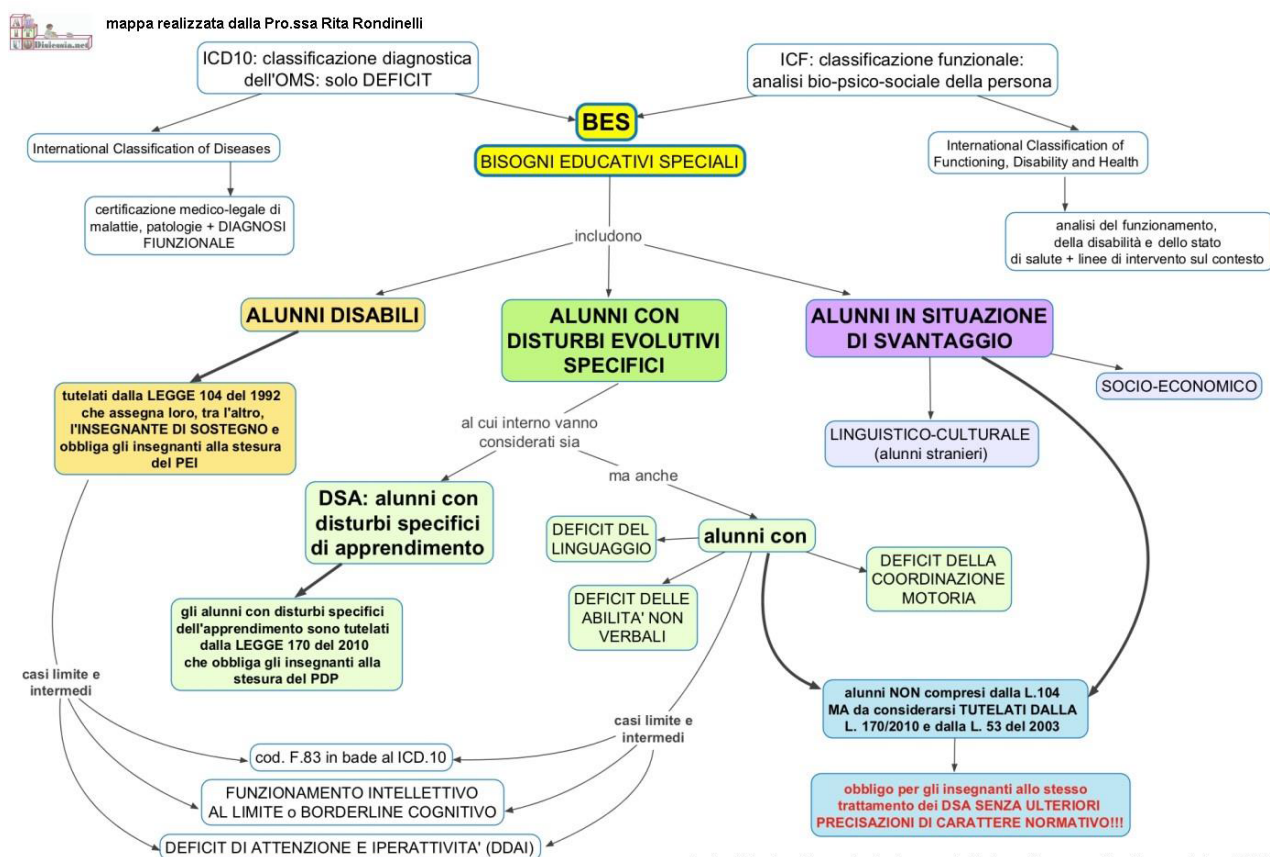 mappa realizzata dalla Pro.ssa Rita Rondinelli
Dislessia.net
ICD10: classificazione diagnostica
dell'OMS: solo DEFICIT
ICF: classificazione funzionale:
analisi bio-psico-sociale della persona
BES
BISOGNI EDUCATIVI SPECIALI
International Classification of Diseases
International Classification of
Functioning, Disability and Health
certificazione medico-legale di
malattie, patologie + DIAGNOSI
FIUNZIONALE
analisi del funzionamento,
della disabilità e dello stato
di salute + linee di intervento sul contesto
includono
ALUNNI DISABILI
ALUNNI CON
DISTURBI EVOLUTIVI
SPECIFICI
ALUNNI IN SITUAZIONE
DI SVANTAGGIO
tutelati dalla LEGGE 104 del 1992
che assegna loro, tra l'altro,
l'INSEGNANTE DI SOSTEGNO e
obbliga gli insegnanti alla stesura
del PEI
al cui interno vanno
considerati sia
SOCIO-ECONOMICO
LINGUISTICO-CULTURALE
(alunni stranieri)
ma anche
DSA: alunni con
disturbi specifici
di apprendimento
DEFICIT DEL
LINGUAGGIO
alunni con
DEFICIT DELLA
COORDINAZIONE
MOTORIA
DEFICIT DELLE
ABILITA' NON
VERBALI
gli alunni con disturbi specifici
dell'apprendimento sono tutelati
dalla LEGGE 170 del 2010
che obbliga gli insegnanti alla
stesura del PDP
casi limite e
intermedi
alunni NON compresi dalla L.104
MA da considerarsi TUTELATI DALLA
L. 170/2010 e dalla L. 53 del 2003
casi limite e
intermedi
cod. F.83 in bade al ICD.10
FUNZIONAMENTO INTELLETTIVO
AL LIMITE o BORDERLINE COGNITIVO
obbligo per gli insegnanti allo stesso
trattamento dei DSA SENZA ULTERIORI
PRECISAZIONI DI CARATTERE NORMATIVO!!!
DEFICIT DI ATTENZIONE E IPERATTIVITA' (DDAI)